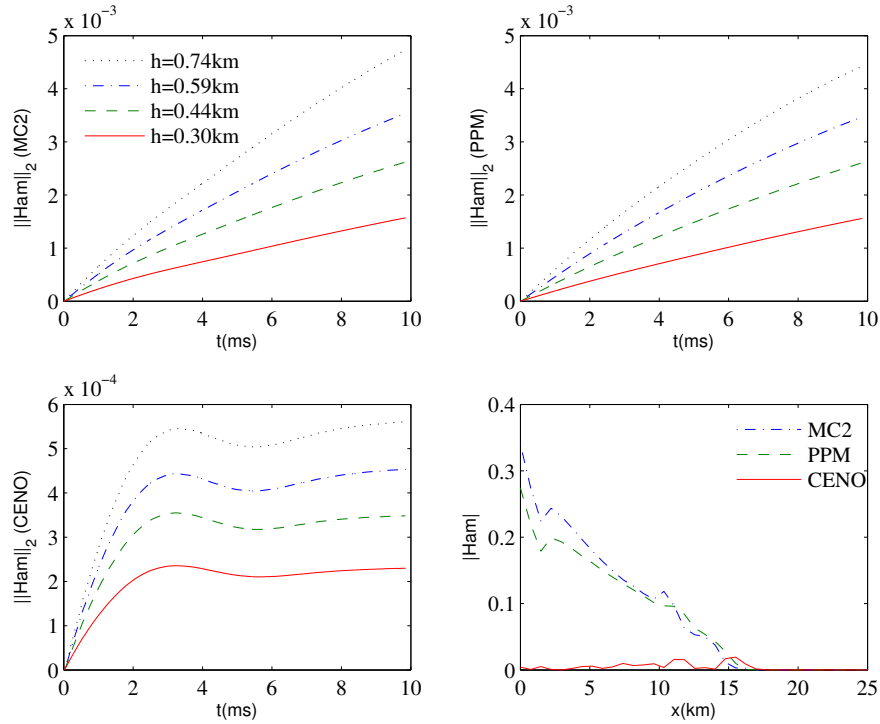 x 10−3
5
4
3
2
1
0
||Ham||2 (MC2)
h=0.74km
h=0.59km
h=0.44km
h=0.30km
0 2 4 6 8 10
t(ms)
x 10−3
5
4
3
2
1
0
||Ham||2 (PPM)
0 2 4 6 8 10
t(ms)
x 10−4
6
5
4
3
2
1
0
||Ham||2 (CENO)
0 2 4 6 8 10
t(ms)
0.4
0.3
0.2
0.1
0
|Ham|
MC2
PPM
CENO
0 5 10 15 20 25
x(km)